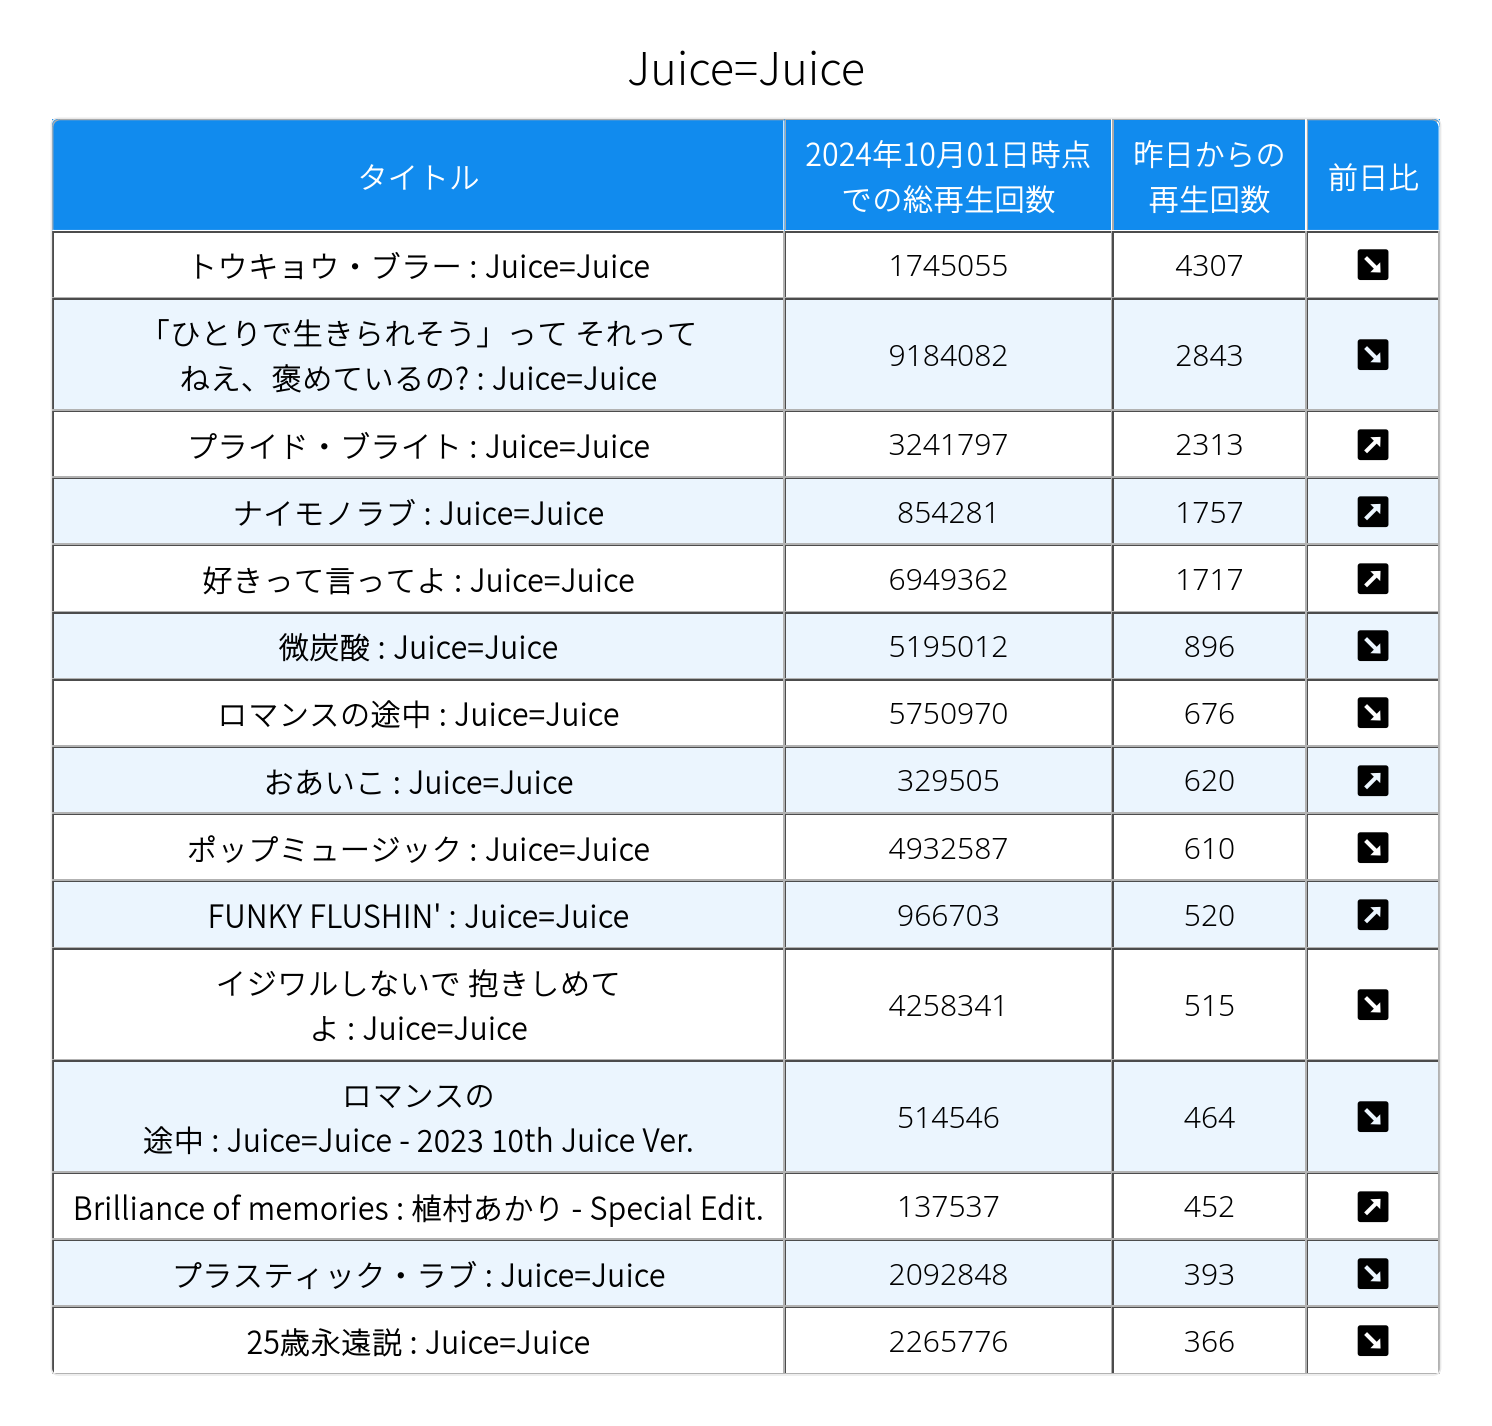 Juice=Juice
タイトル
2024年10月01日時点
での総再生回数
昨日からの
再生回数
前日比
トウキョウ・ブラー : Juice=Juice 1745055 4307
「ひとりで生きられそう」って それって
ねえ、褒めているの? : Juice=Juice 9184082 2843
プライド・ブライト : Juice=Juice 3241797 2313
ナイモノラブ : Juice=Juice 854281 1757
好きって言ってよ : Juice=Juice 6949362 1717
微炭酸 : Juice=Juice 5195012 896
ロマンスの途中 : Juice=Juice 5750970 676
おあいこ : Juice=Juice 329505 620
ポップミュージック : Juice=Juice 4932587 610
FUNKY FLUSHIN' : Juice=Juice 966703 520
イジワルしないで 抱きしめて
よ : Juice=Juice 4258341 515
ロマンスの
途中 : Juice=Juice - 2023 10th Juice Ver. 514546 464
Brilliance of memories : 植村あかり - Special Edit. 137537 452
プラスティック・ラブ : Juice=Juice 2092848 393
25歳永遠説 : Juice=Juice 2265776 366